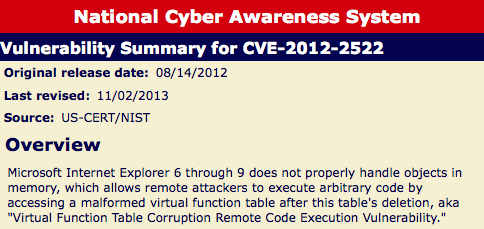 National Cyber Awareness System
Vulnerability Summary for CVE-2012-2522
Original release date: 08/14/2012
Last revised: 11/02/2013
Source: US-CERT/NIST
Overview
Microsoft Internet Explorer 6 through 9 does not properly handle objects in
memory, which allows remote attackers to execute arbitrary code by
accessing a malformed virtual function table after this table's deletion, aka
"Virtual Function Table Corruption Remote Code Execution Vulnerability."